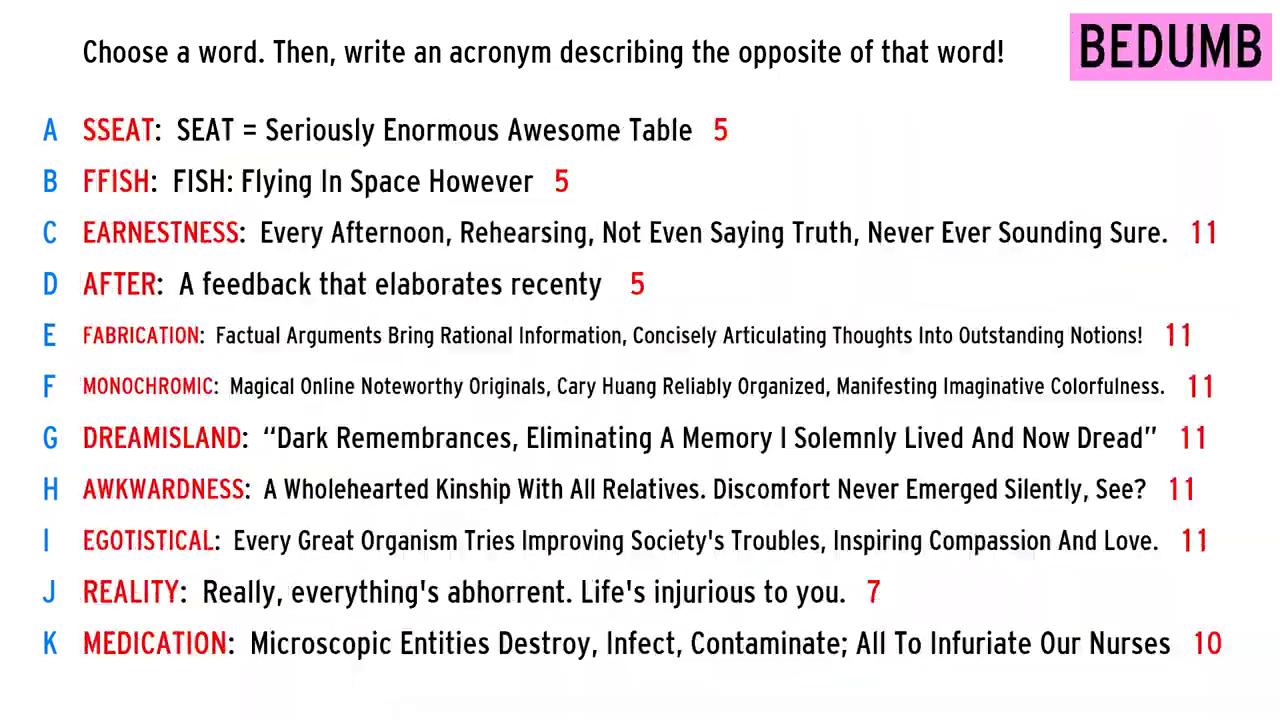 Choose a word. Then, write an acronym describing the opposite of that word!
BEDUMB
A SSEAT: SEAT = Seriously Enormous Awesome Table 5
B FFISH: FISH: Flying In Space However 5
C EARNESTNESS: Every Afternoon, Rehearsing, Not Even Saying Truth, Never Ever Sounding Sure. 11
D AFTER: A feedback that elaborates recenty 5
E FABRICATION: Factual Arguments Bring Rational Information, Concisely Articulating Thoughts Into Outstanding Notions! 11
F MONOCHROMIC: Magical Online Noteworthy Originals, Cary Huang Reliably Organized, Manifesting Imaginative Colorfulness. 11
G DREAMISLAND: “Dark Remembrances, Eliminating A Memory I Solemnly Lived And Now Dread” 11
H AWKWARDNESS: A Wholehearted Kinship With All Relatives. Discomfort Never Emerged Silently, See? 11
I EGOTISTICAL: Every Great Organism Tries Improving Society's Troubles, Inspiring Compassion And Love. 11
J REALITY: Really, everything's abhorrent. Life's injurious to you. 7
K MEDICATION: Microscopic Entities Destroy, Infect, Contaminate; All To Infuriate Our Nurses 10